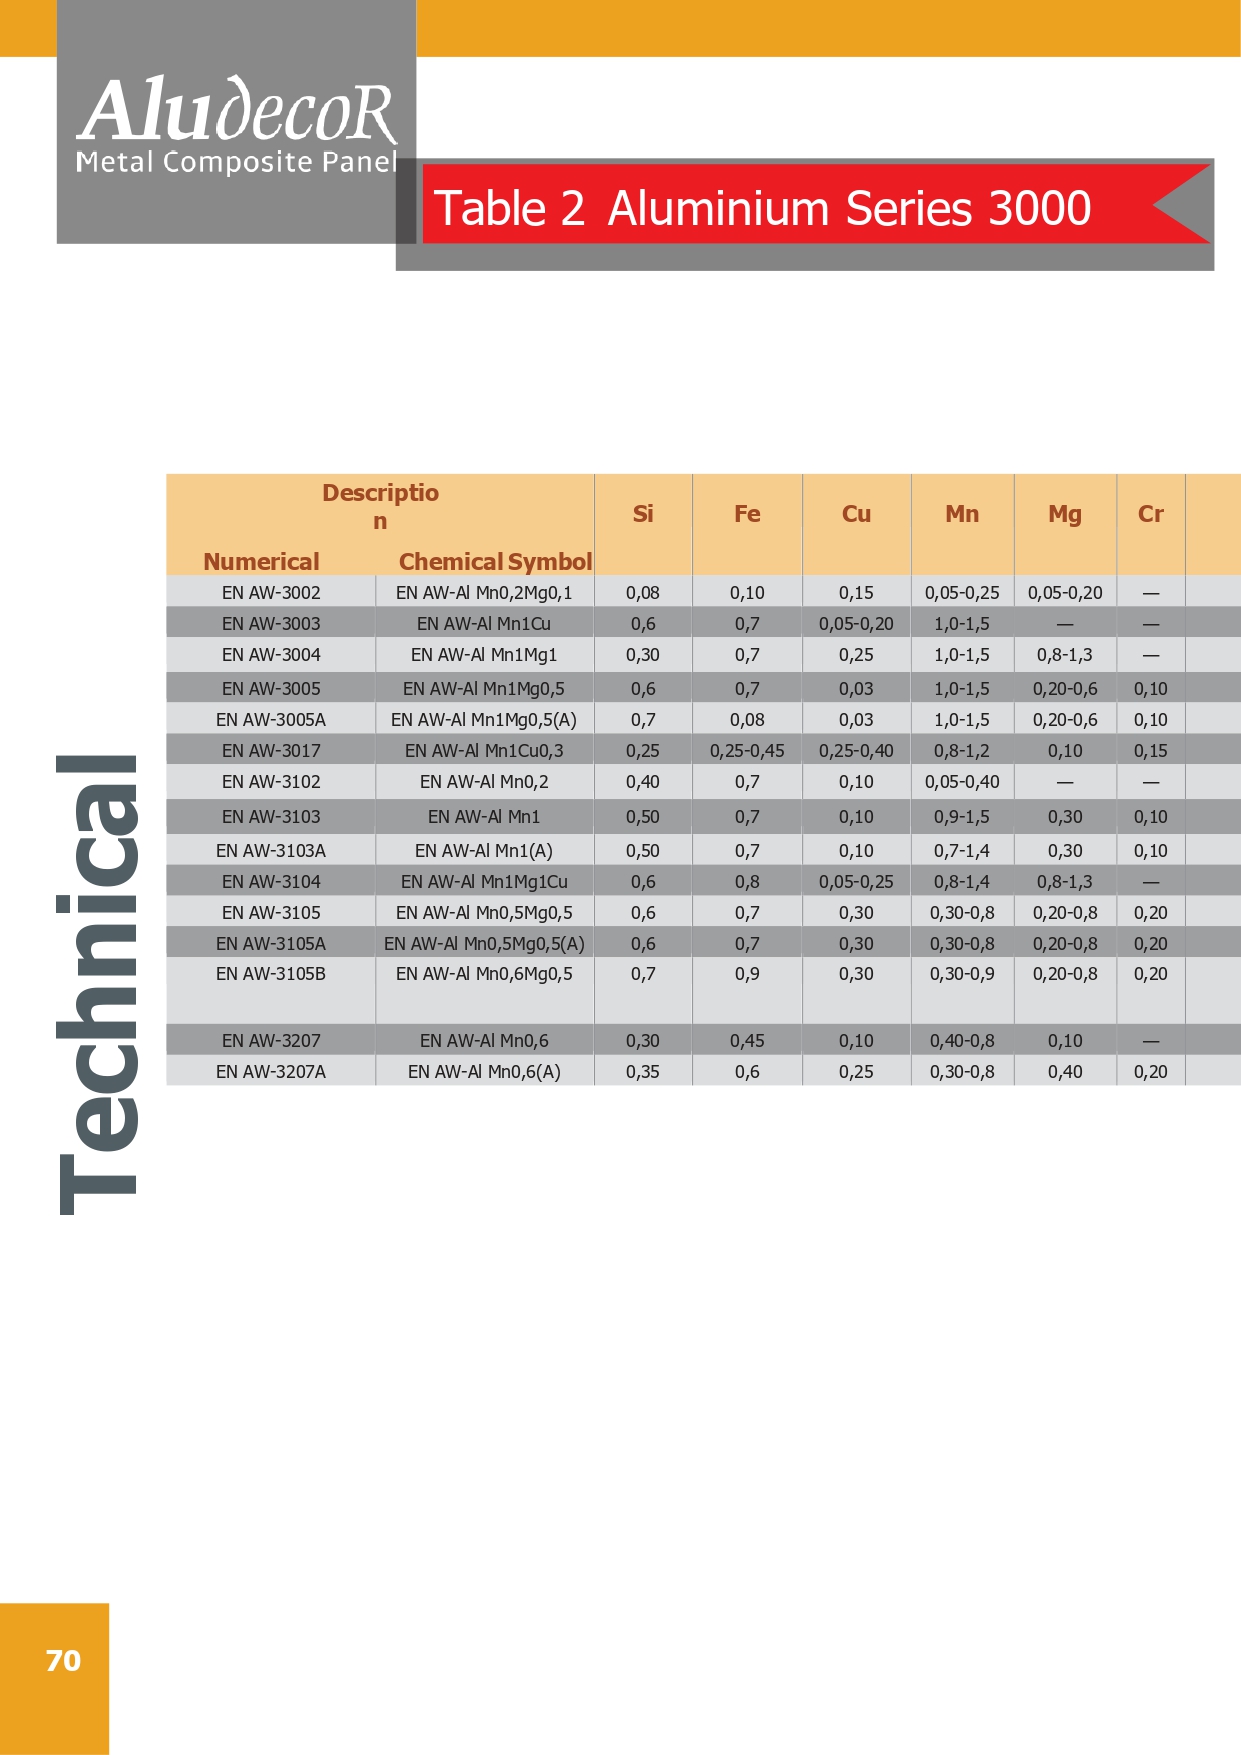 AludecoR
Metal Composite Panel
Table 2 Aluminium Series 3000
Descriptio
n
Si Fe Cu Mn Mg Cr
Numerical Chemical Symbol
EN AW-3002 EN AW-Al Mn0,2Mg0,1 0,08 0,10 0,15 0,05-0,25 0,05-0,20 —
EN AW-3003 EN AW-Al Mn1Cu 0,6 0,7 0,05-0,20 1,0-1,5 — —
EN AW-3004 EN AW-Al Mn1Mg1 0,30 0,7 0,25 1,0-1,5 0,8-1,3 —
EN AW-3005 EN AW-Al Mn1Mg0,5 0,6 0,7 0,03 1,0-1,5 0,20-0,6 0,10
EN AW-3005A EN AW-Al Mn1Mg0,5(A) 0,7 0,08 0,03 1,0-1,5 0,20-0,6 0,10
EN AW-3017 EN AW-Al Mn1Cu0,3 0,25 0,25-0,45 0,25-0,40 0,8-1,2 0,10 0,15
EN AW-3102 EN AW-Al Mn0,2 0,40 0,7 0,10 0,05-0,40 — —
EN AW-3103 EN AW-Al Mn1 0,50 0,7 0,10 0,9-1,5 0,30 0,10
EN AW-3103A EN AW-Al Mn1(A) 0,50 0,7 0,10 0,7-1,4 0,30 0,10
EN AW-3104 EN AW-Al Mn1Mg1Cu 0,6 0,8 0,05-0,25 0,8-1,4 0,8-1,3 —
EN AW-3105 EN AW-Al Mn0,5Mg0,5 0,6 0,7 0,30 0,30-0,8 0,20-0,8 0,20
EN AW-3105A EN AW-Al Mn0,5Mg0,5(A) 0,6 0,7 0,30 0,30-0,8 0,20-0,8 0,20
EN AW-3105B EN AW-Al Mn0,6Mg0,5 0,7 0,9 0,30 0,30-0,9 0,20-0,8 0,20
EN AW-3207 EN AW-Al Mn0,6 0,30 0,45 0,10 0,40-0,8 0,10 —
EN AW-3207A EN AW-Al Mn0,6(A) 0,35 0,6 0,25 0,30-0,8 0,40 0,20
Technical
70